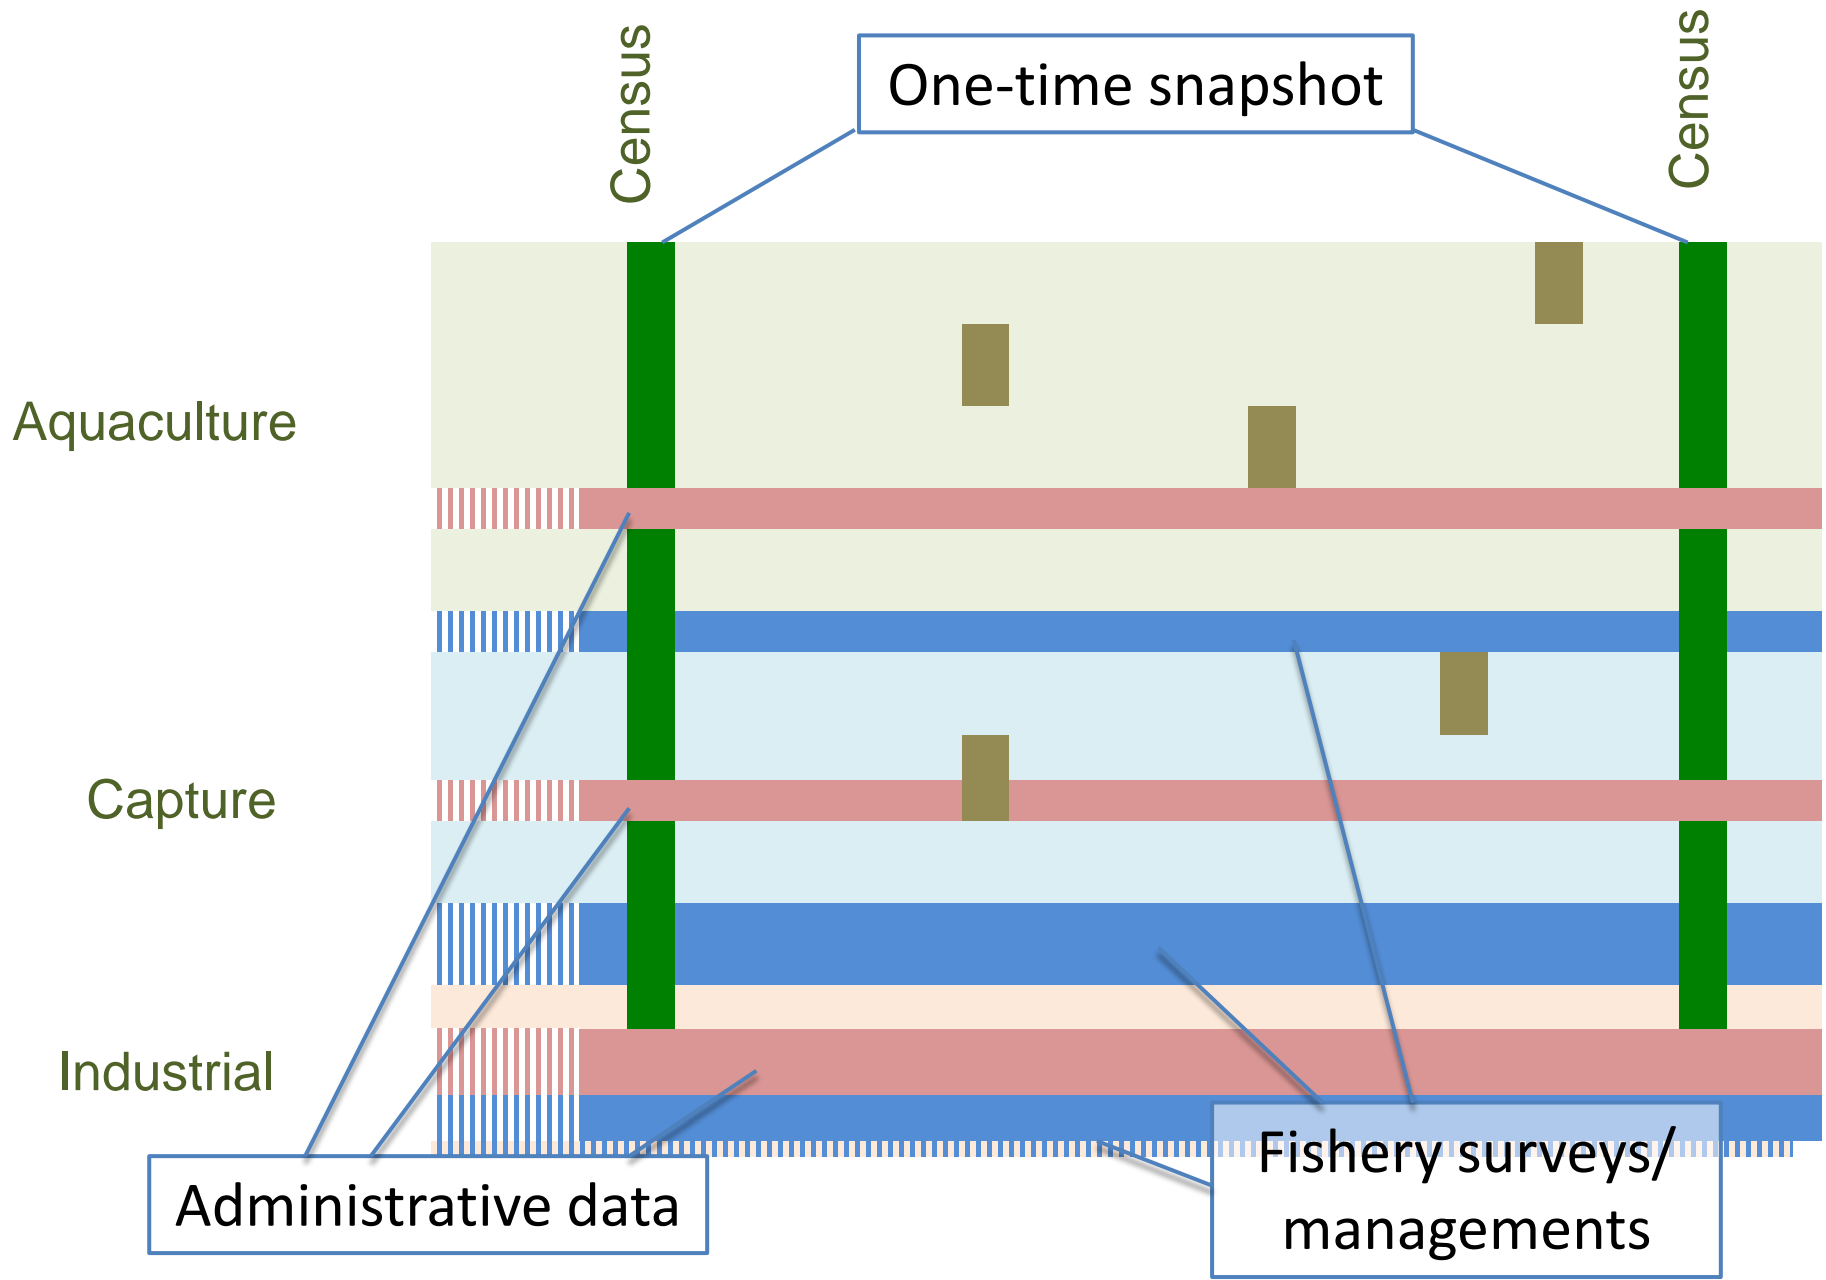 Census
One-time snapshot
Census
Aquaculture
Capture
Industrial
Administrative data
Fishery surveys/
managements